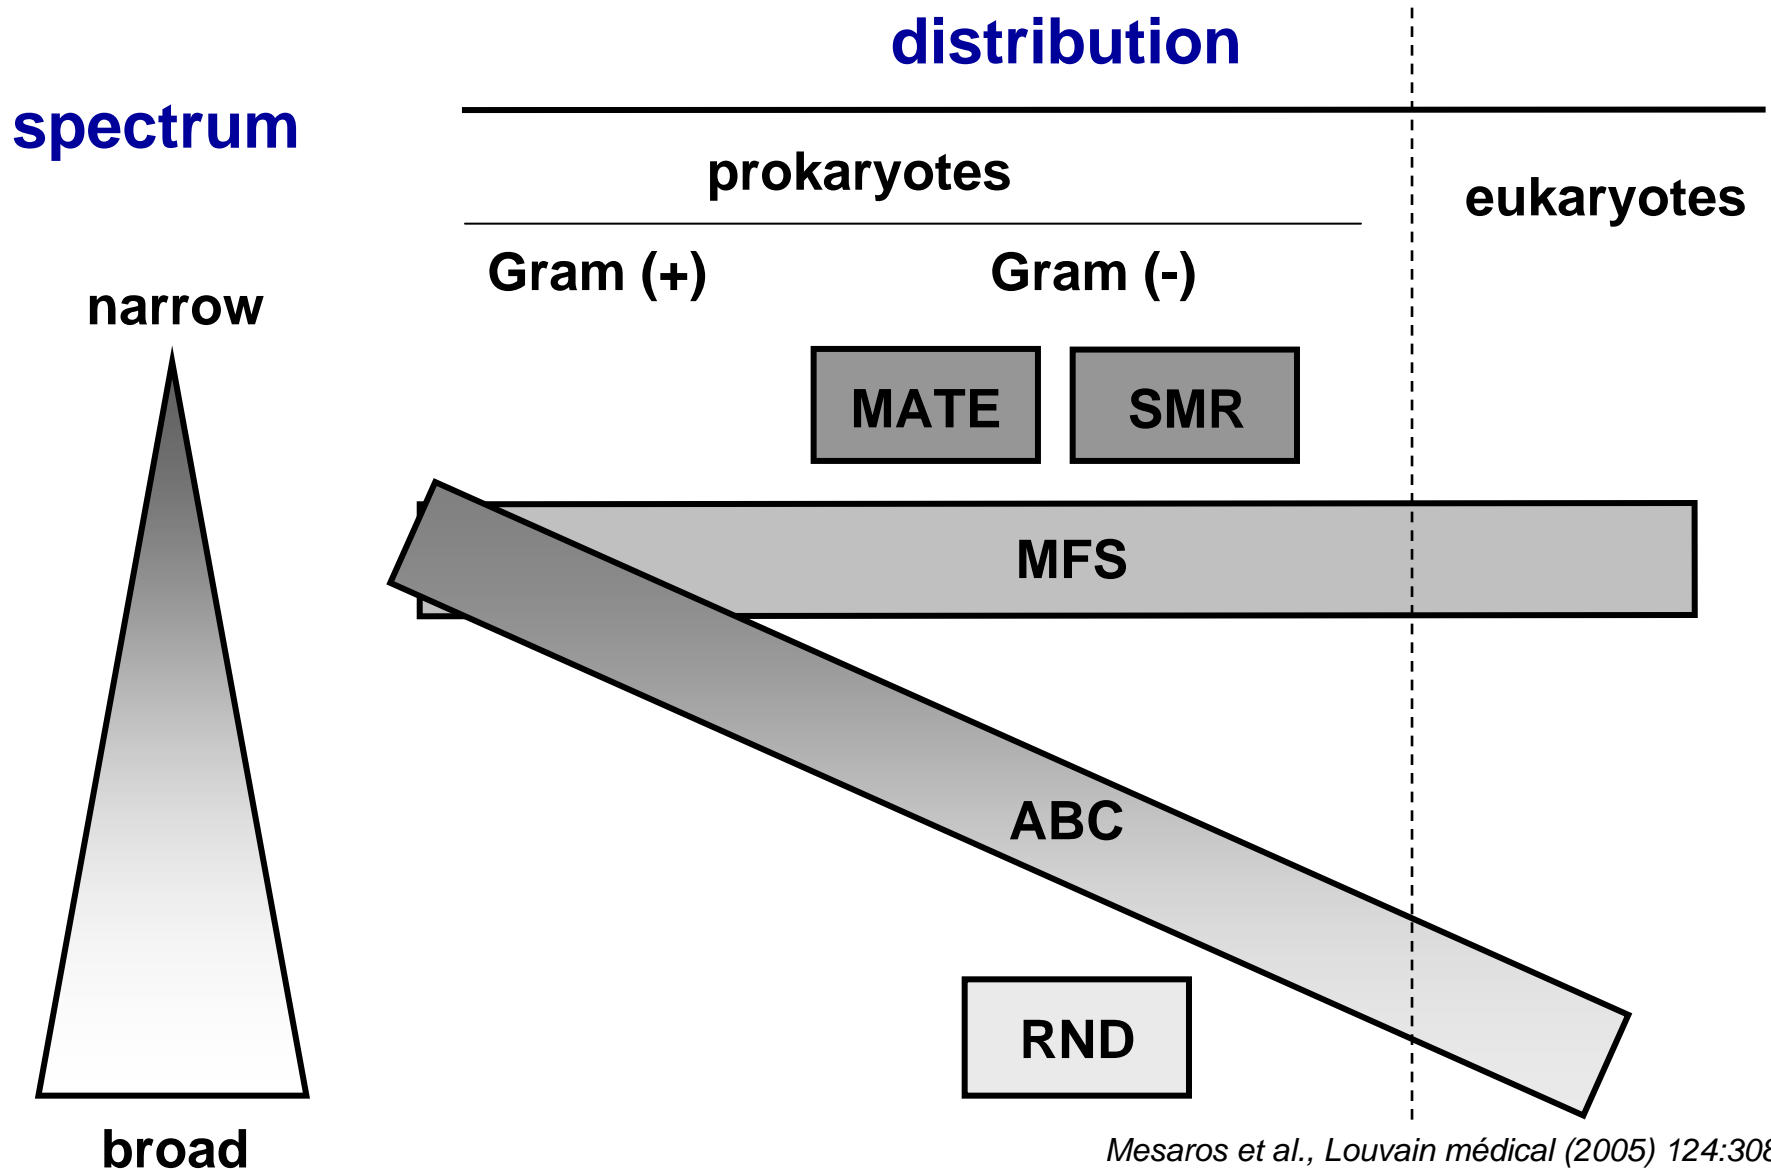 distribution
spectrum
prokaryotes
eukaryotes
Gram (+)
Gram (-)
narrow
MATE
SMR
MFS
ABC
RND
broad
Mesaros et al., Louvain médical (2005) 124:308